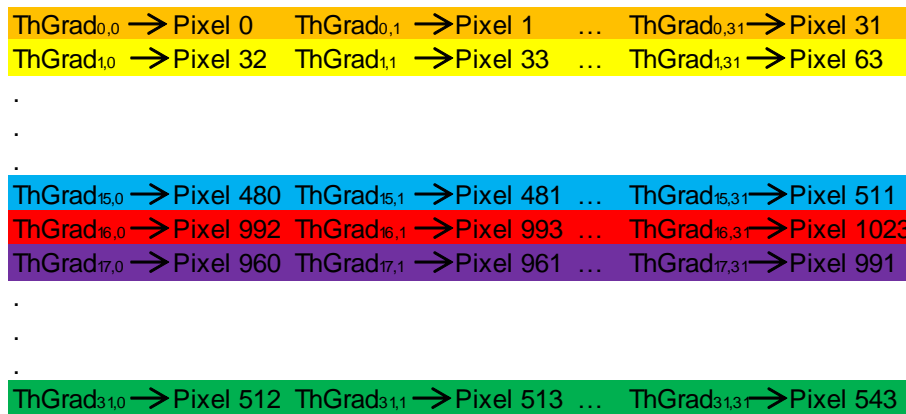 ThGrad0,0 → Pixel 0 ThGrad0,1 → Pixel 1 … ThGrad0,31 → Pixel 31
ThGrad1,0 → Pixel 32 ThGrad1,1 → Pixel 33 … ThGrad1,31 → Pixel 63
.
.
.
ThGrad15,0 → Pixel 480 ThGrad15,1 → Pixel 481 … ThGrad15,31 → Pixel 511
ThGrad16,0 → Pixel 992 ThGrad16,1 → Pixel 993 … ThGrad16,31 → Pixel 1023
ThGrad17,0 → Pixel 960 ThGrad17,1 → Pixel 961 … ThGrad17,31 → Pixel 991
.
.
.
ThGrad31,0 → Pixel 512 ThGrad31,1 → Pixel 513 … ThGrad31,31 → Pixel 543